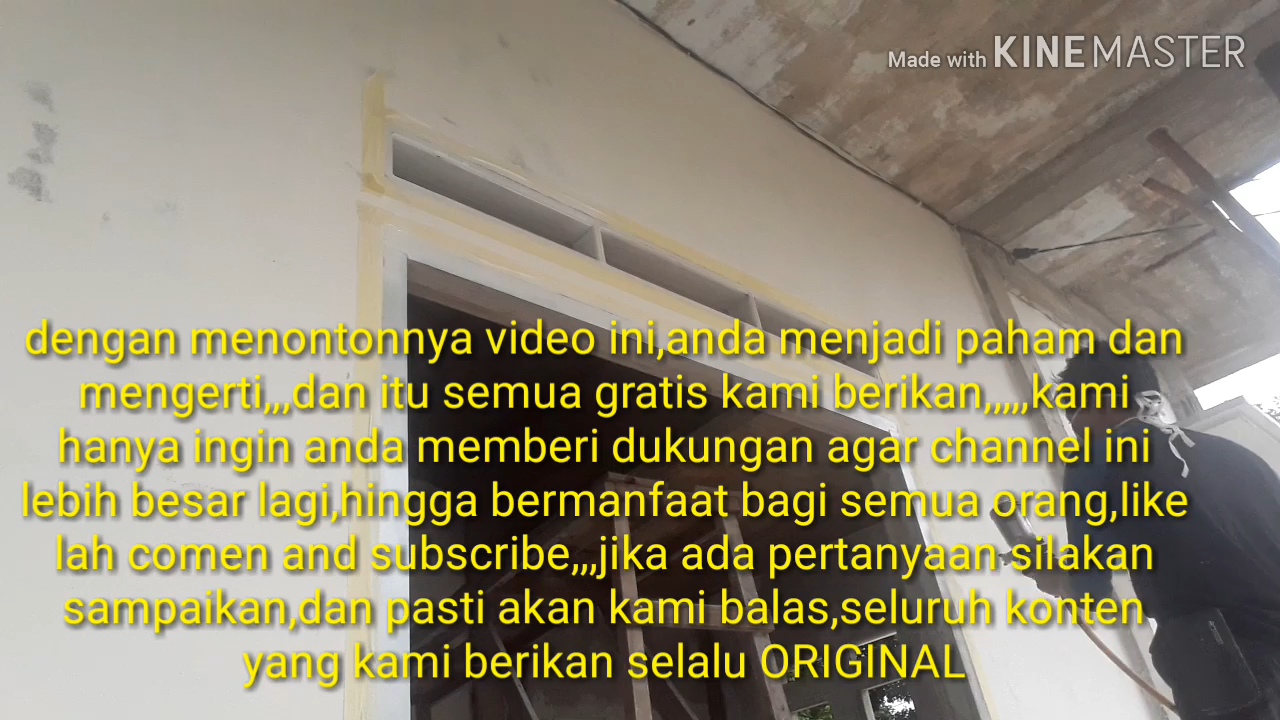 Made with KINEMASTER
dengan menontonnya video ini,anda menjadi paham dan
mengerti,,,dan itu semua gratis kami berikan,,,,,kami
hanya ingin anda memberi dukungan agar channel ini
lebih besar lagi,hingga bermanfaat bagi semua orang,like
lah comen and subscribe,,,jika ada pertanyaan silakan
sampaikan,dan pasti akan kami balas,seluruh konten
yang kami berikan selalu ORIGINAL